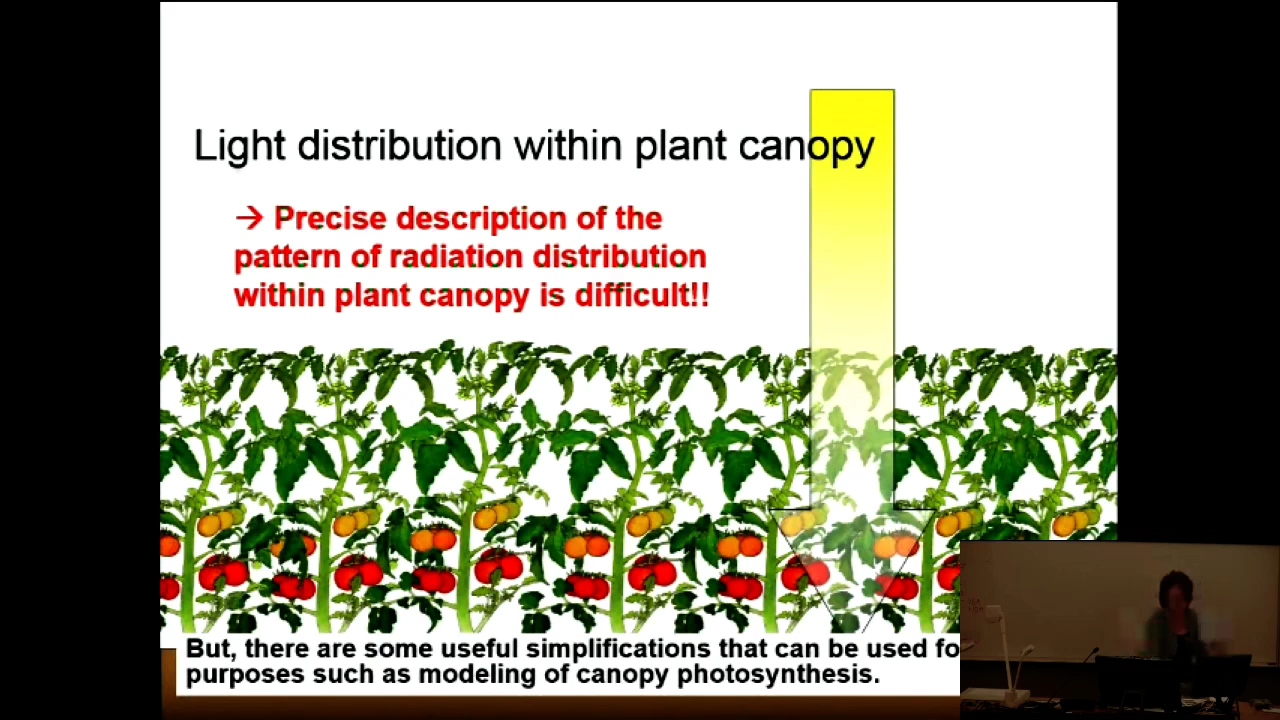 Light distribution within plant canopy
→ Precise description of the
pattern of radiation distribution
within plant canopy is difficult!!
But, there are some useful simplifications that can be used fo
purposes such as modeling of canopy photosynthesis.